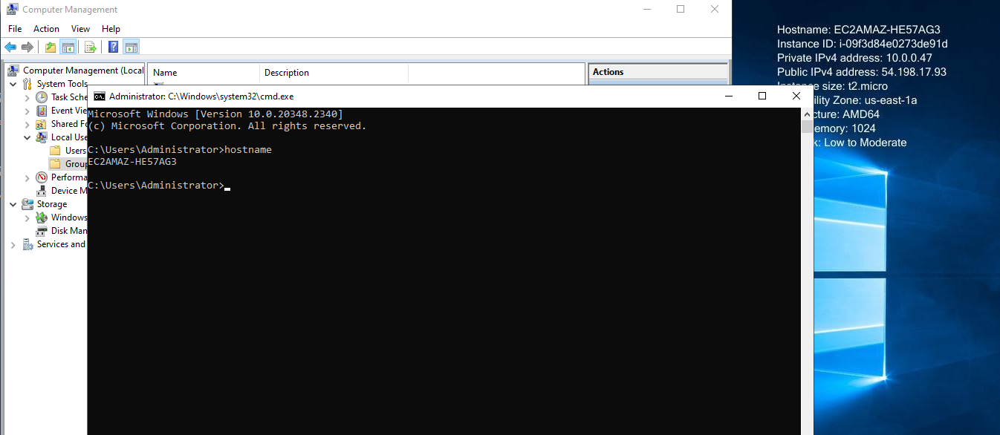 Computer Management
File Action View Help
Computer Management (Local
System Tools
Task Sche
Event Vie
Shared Fo
Local Use
Users
Group
Performa
Device M
Storage
Windows
Disk Man
Services and
Name Description
Actions
Administrator: C:\Windows\system32\cmd.exe
Microsoft Windows [Version 10.0.20348.2340]
(c) Microsoft Corporation. All rights reserved.
C:\Users\Administrator>hostname
EC2AMAZ-HE57AG3
C:\Users\Administrator>
Hostname: EC2AMAZ-HE57AG3
Instance ID: i-09f3d84e0273de91d
Private IPv4 address: 10.0.0.47
Public IPv4 address: 54.198.17.93
Instance size: t2.micro
ility Zone: us-east-1a
cture: AMD64
emory: 1024
k: Low to Moderate